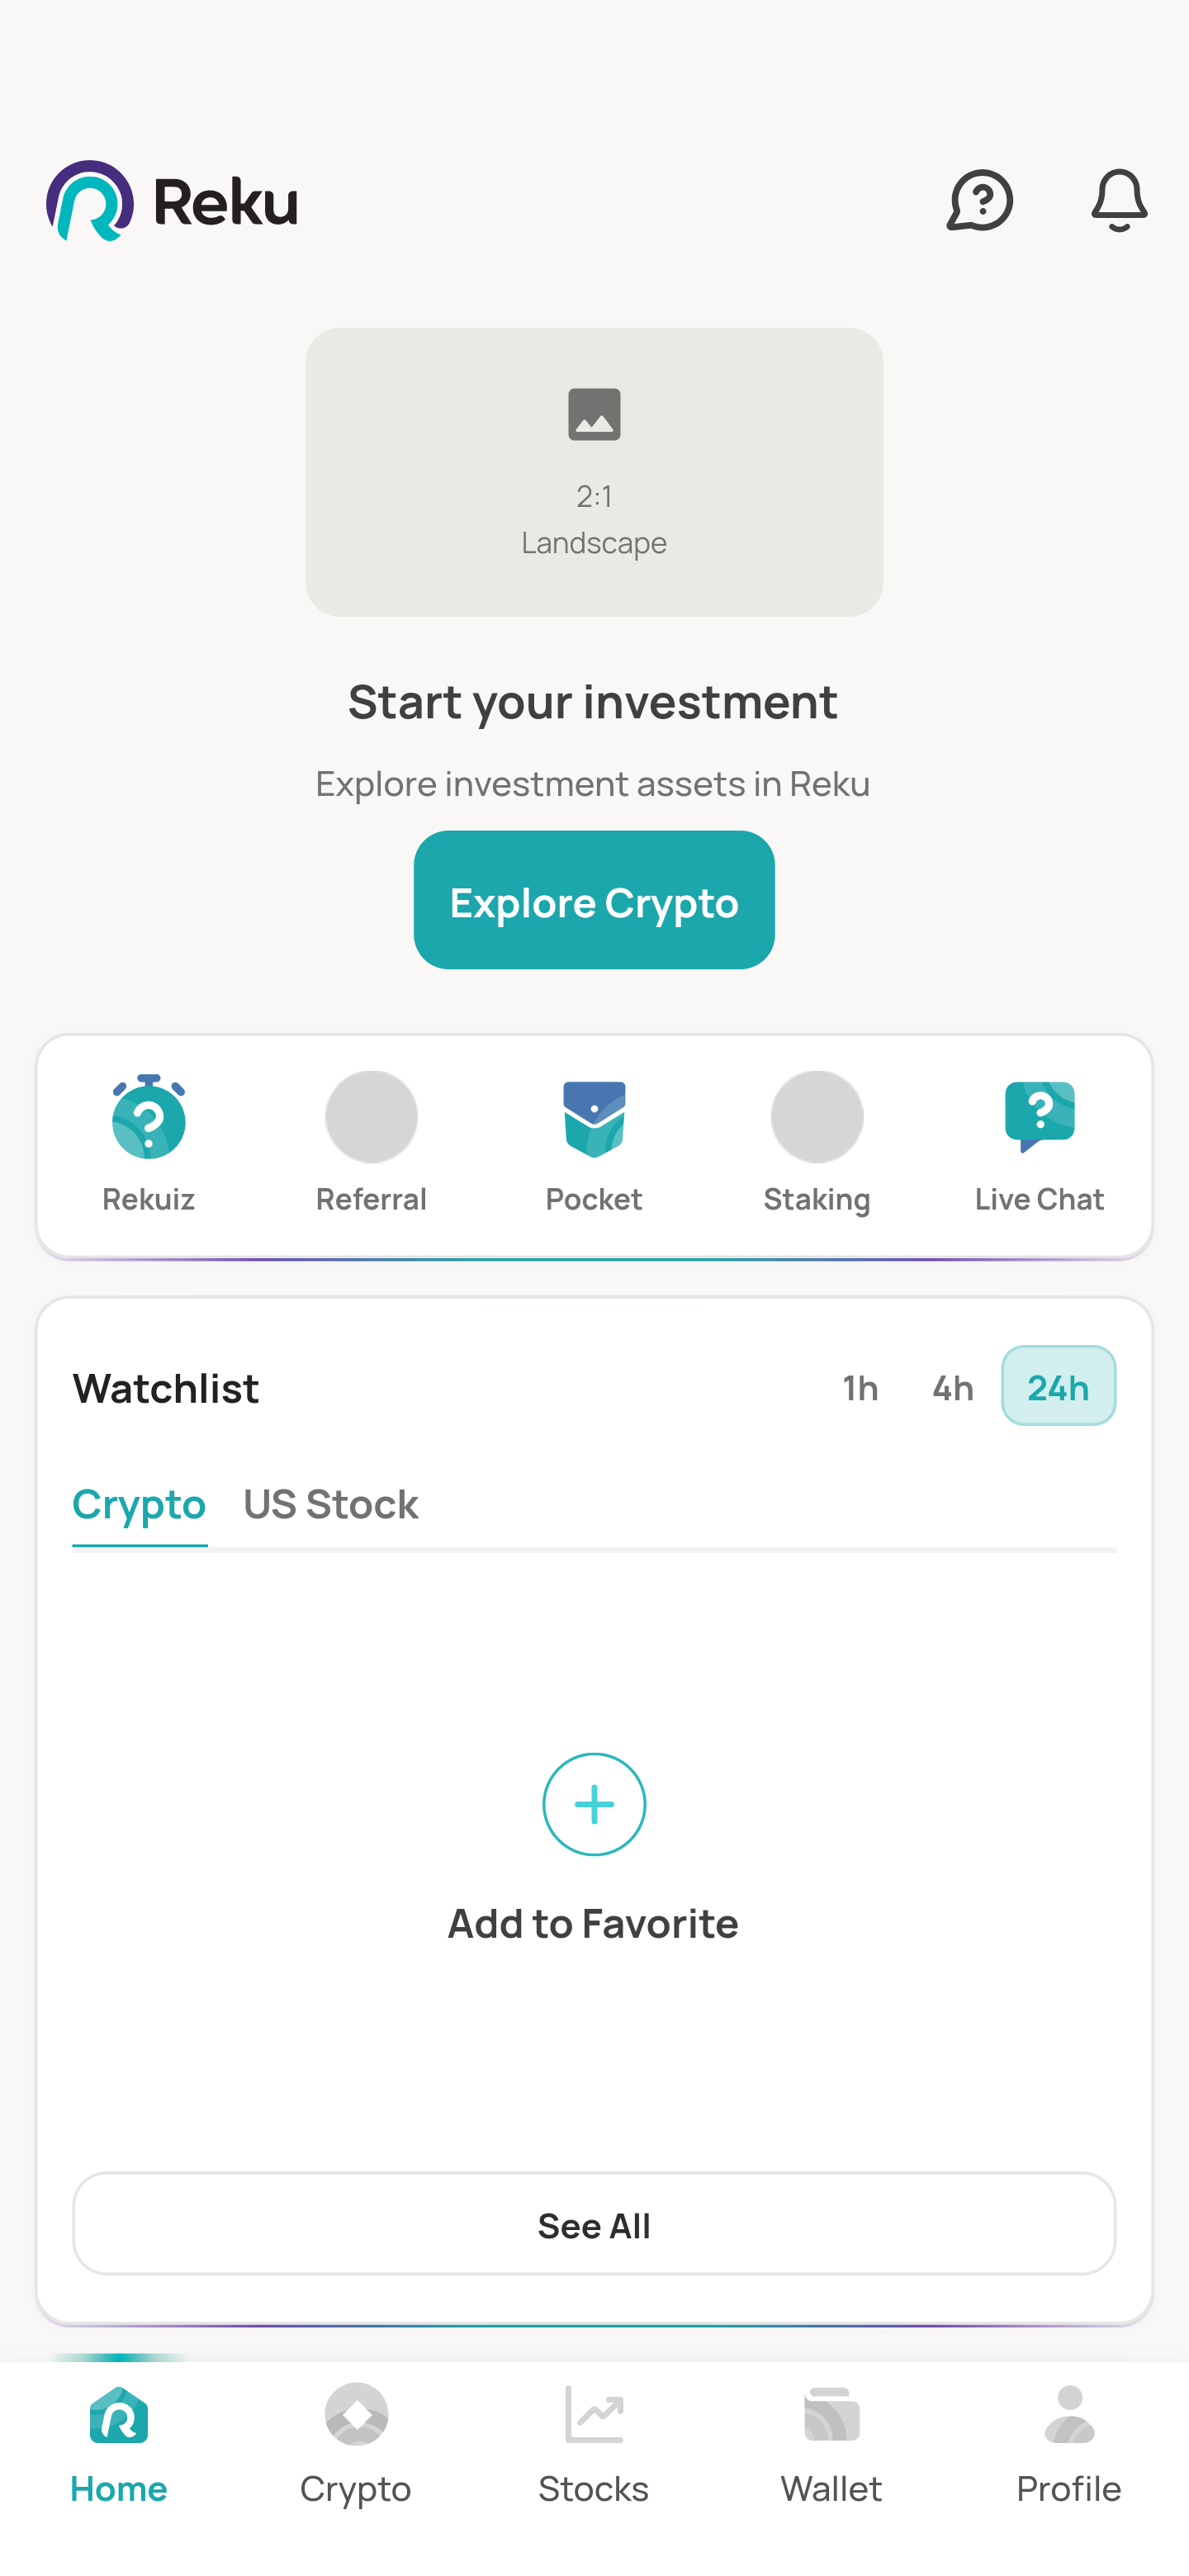 Reku
2:1
Landscape
Start your investment
Explore investment assets in Reku
Explore Crypto
Rekuiz
Referral
Pocket
Staking
Live Chat
Watchlist
1h
4h
24h
Crypto
US Stock
Add to Favorite
See All
Home
Crypto
Stocks
Wallet
Profile